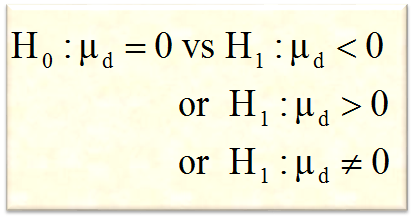 H₀ : μ_d = 0 vs H₁ : μ_d < 0
or H₁ : μ_d > 0
or H₁ : μ_d ≠ 0